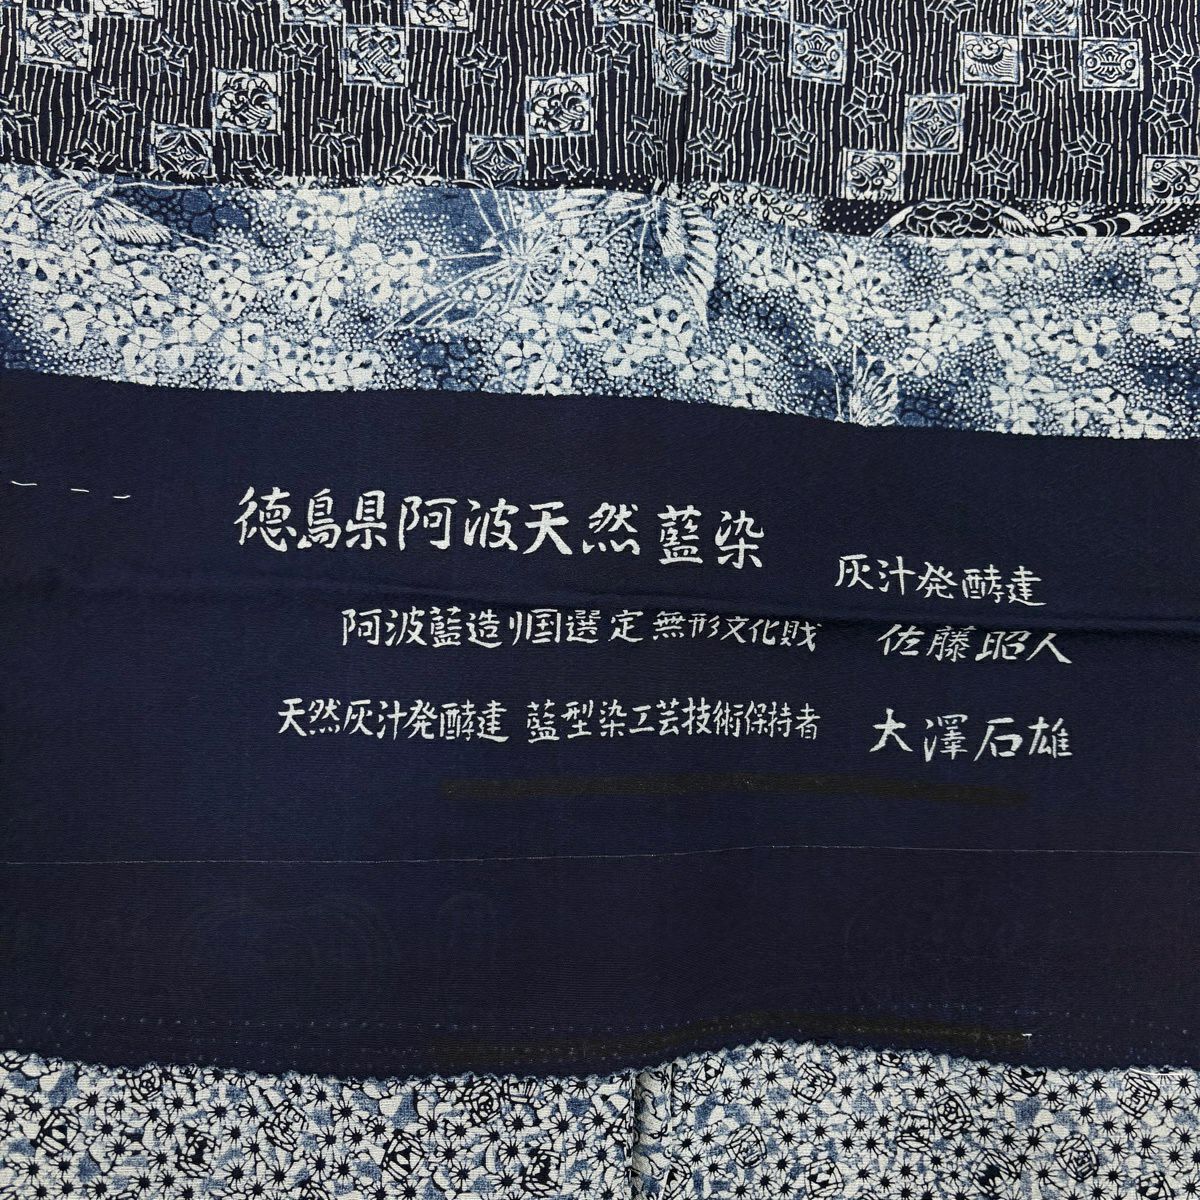 徳島県阿波天然藍染
灰汁発酵建
阿波藍造り国選定無形文化財 佐藤昭人
天然灰汁発酵建 藍型染工芸技術保持者 大澤石雄